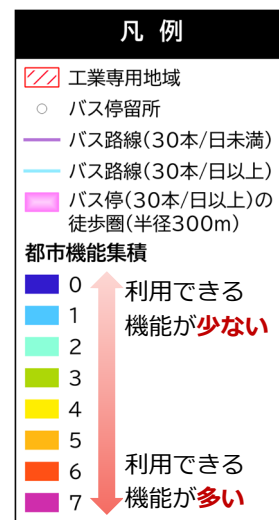 凡 例
工業専用地域
バス停留所
バス路線(30本/日未満)
バス路線(30本/日以上)
バス停(30本/日以上)の
徒歩圏(半径300m)
都市機能集積
0
利用できる
1
機能が少ない
2
3
4
5
利用できる
6
機能が多い
7